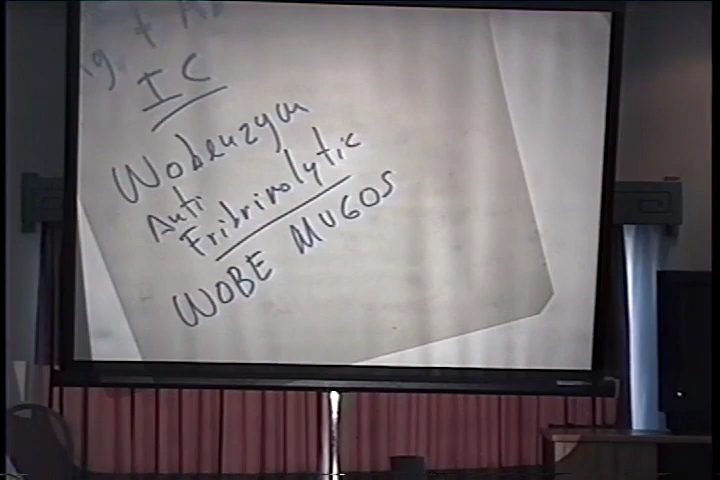 g. + A
IC
Wobenzym
Anti
Fribrinolytic
WOBE MUGOS